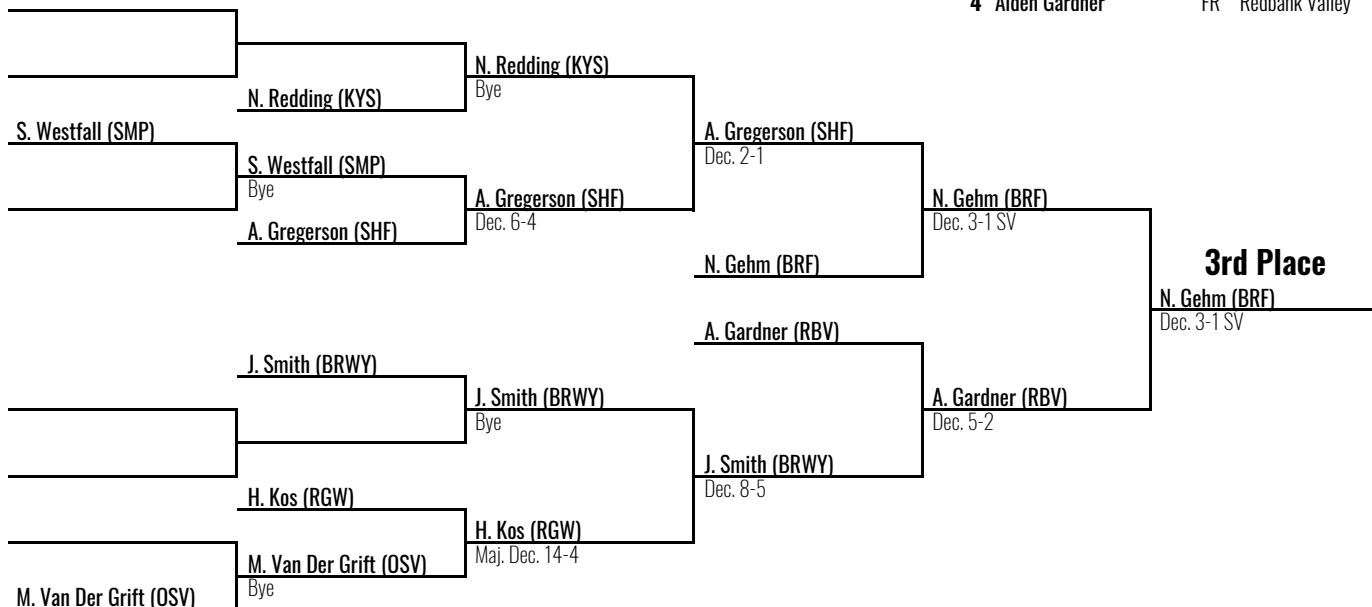 4 Aiden Gardner FR Redbank Valley
N. Redding (KYS)
Bye
N. Redding (KYS)
S. Westfall (SMP)
A. Gregerson (SHF)
Dec. 2-1
S. Westfall (SMP)
Bye
A. Gregerson (SHF)
Dec. 6-4
N. Gehm (BRF)
Dec. 3-1 SV
A. Gregerson (SHF)
N. Gehm (BRF)
3rd Place
N. Gehm (BRF)
Dec. 3-1 SV
A. Gardner (RBV)
J. Smith (BRWY)
J. Smith (BRWY)
Bye
A. Gardner (RBV)
Dec. 5-2
J. Smith (BRWY)
Dec. 8-5
H. Kos (RGW)
H. Kos (RGW)
Maj. Dec. 14-4
M. Van Der Grift (OSV)
Bye
M. Van Der Grift (OSV)